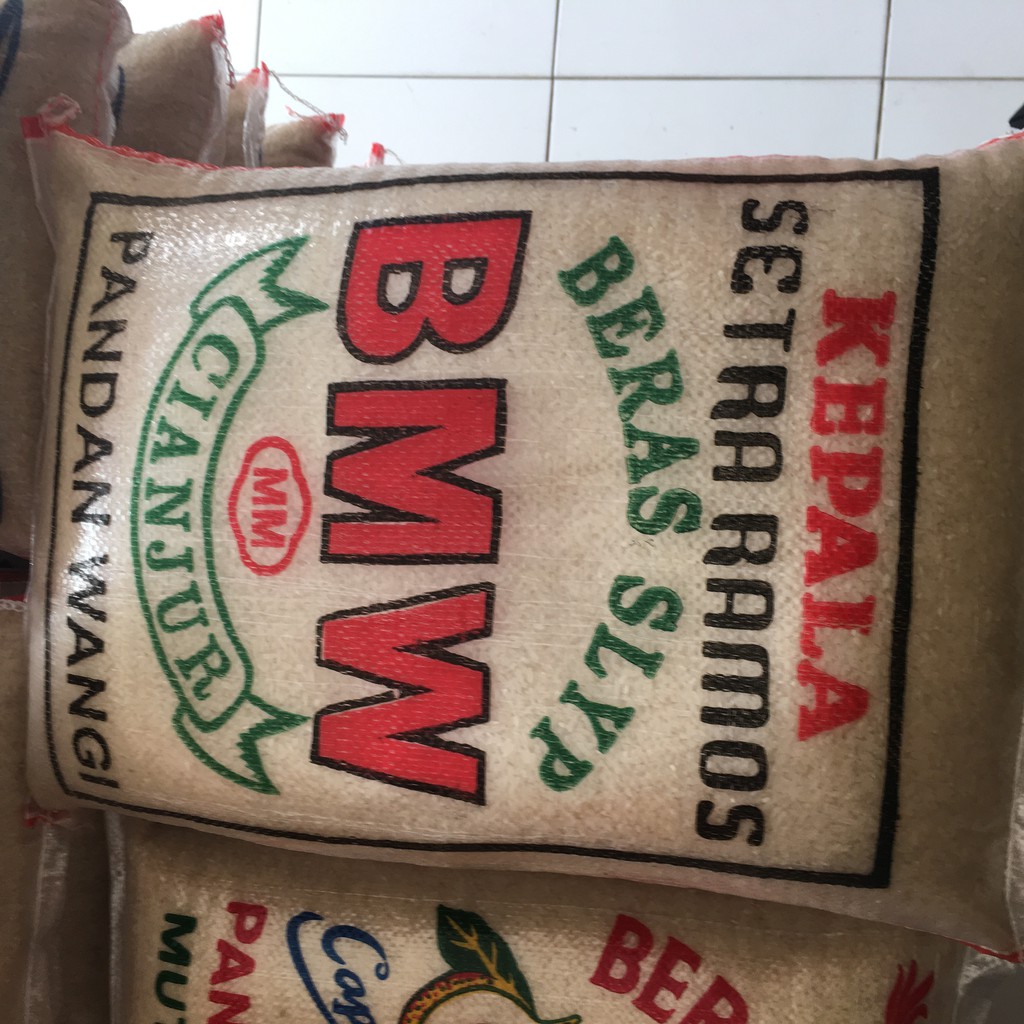 KEPALA
SETRA RAMOS
BERAS SLYP
BMW
MM
CIANJUR
PANDAN WANGI